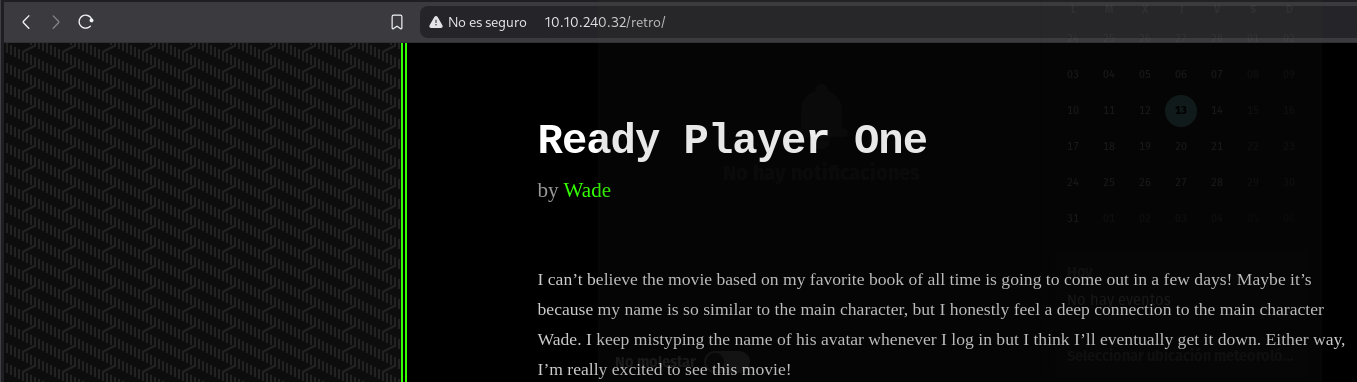 No es seguro 10.10.240.32/retro/
L M X J V S D
03 04 05 06 07 08 09
10 11 12 13 14 15 16
17 18 19 20 21 22 23
24 25 26 27 28 29 30
31 01 02 03 04
Ready Player One
No hay notificaciones
by Wade
I can’t believe the movie based on my favorite book of all time is going to come out in a few days! Maybe it’s
No hay eventos
because my name is so similar to the main character, but I honestly feel a deep connection to the main character
Wade. I keep mistyping the name of his avatar whenever I log in but I think I’ll eventually get it down. Either way,
No molestar
Seleccionar ubicación meteoroló...
I’m really excited to see this movie!